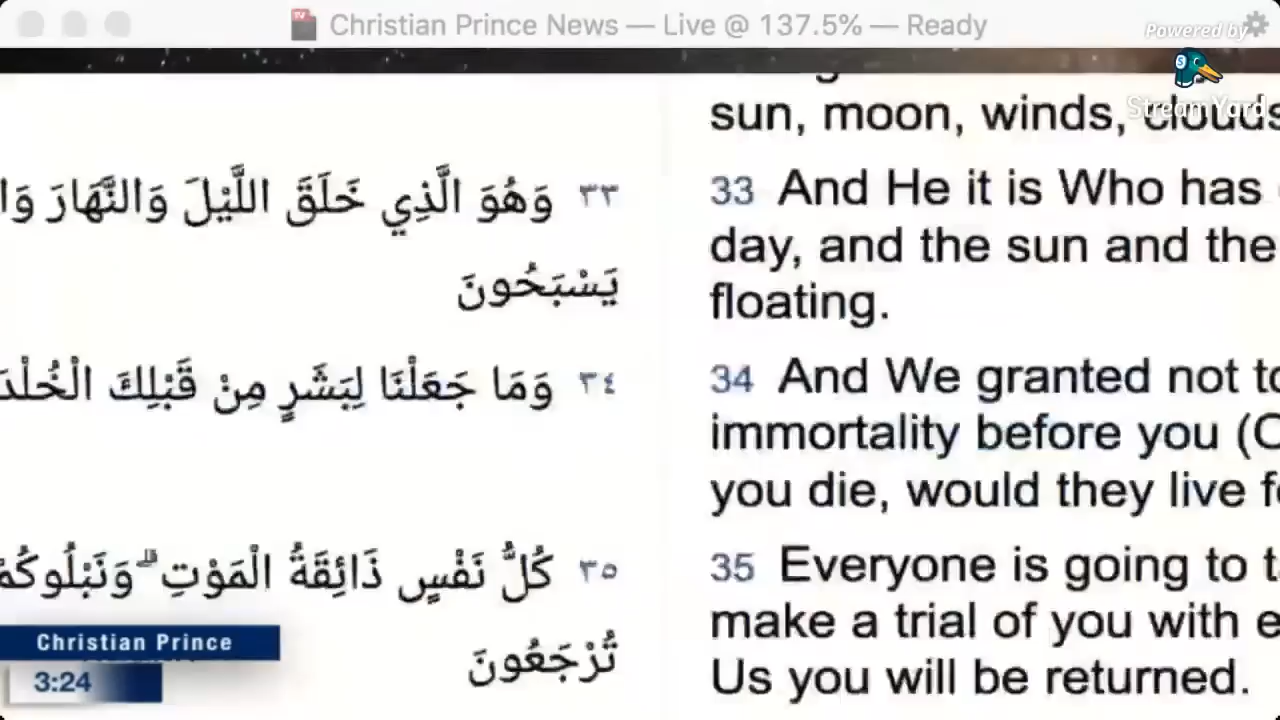 Christian Prince News — Live @ 137.5% — Ready
Powered by
StreamYard
وَهُوَ الَّذِي خَلَقَ اللَّيْلَ وَالنَّهَارَ ٣٣
يَسْبَحُونَ
وَمَا جَعَلْنَا لِبَشَرٍ مِنْ قَبْلِكَ ٣٤
كُلُّ نَفْسٍ ذَائِقَةُ الْمَوْتِ ۗ وَنَبْلُوكُمْ ٣٥
تُرْجَعُونَ
sun, moon, winds, clouds
33 And He it is Who has
day, and the sun and the
floating.
34 And We granted not to
immortality before you (
you die, would they live
35 Everyone is going to
make a trial of you with
Us you will be returned.
Christian Prince
3:24